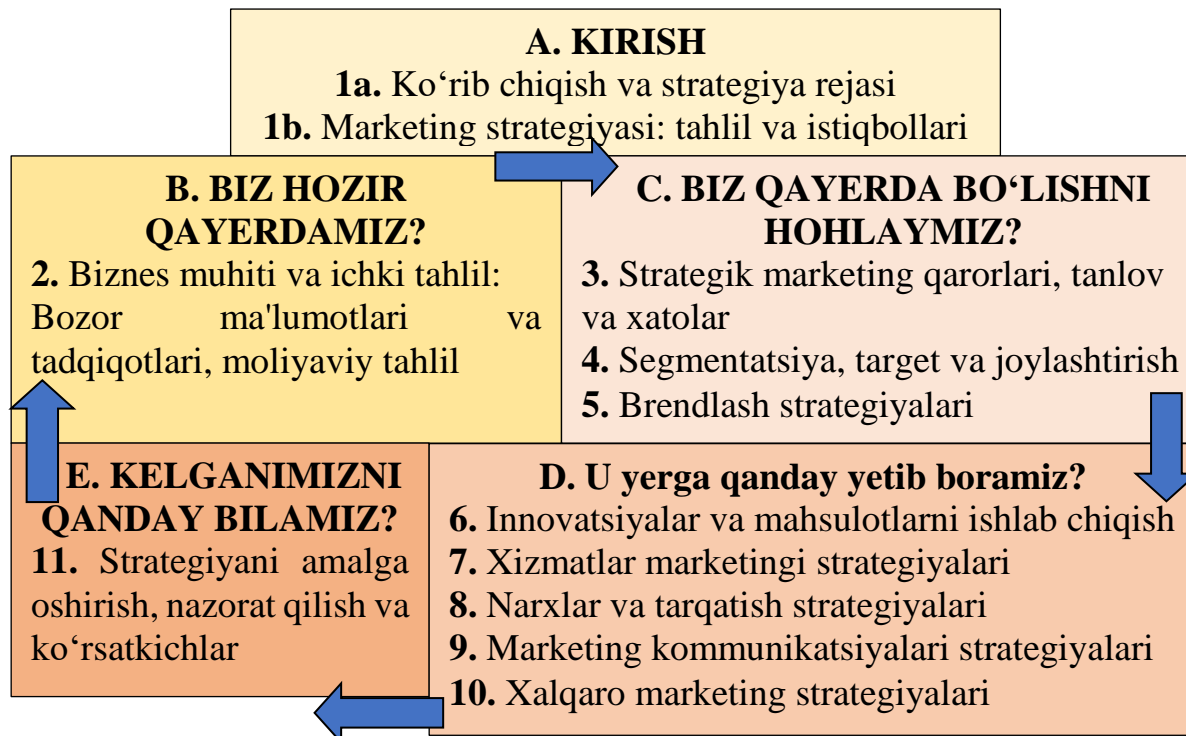 A. KIRISH
1a. Ko‘rib chiqish va strategiya rejasi
1b. Marketing strategiyasi: tahlil va istiqbollari
B. BIZ HOZIR
QAYERDAMIZ?
2. Biznes muhiti va ichki tahlil:
Bozor ma'lumotlari va
tadqiqotlari, moliyaviy tahlil
C. BIZ QAYERDA BO‘LISHNI
HOHLAYMIZ?
3. Strategik marketing qarorlari, tanlov
va xatolar
4. Segmentatsiya, target va joylashtirish
5. Brendlash strategiyalari
E. KELGANIMIZNI
QANDAY BILAMIZ?
11. Strategiyani amalga
oshirish, nazorat qilish va
ko‘rsatkichlar
D. U yerga qanday yetib boramiz?
6. Innovatsiyalar va mahsulotlarni ishlab chiqish
7. Xizmatlar marketingi strategiyalari
8. Narxlar va tarqatish strategiyalari
9. Marketing kommunikatsiyalari strategiyalari
10. Xalqaro marketing strategiyalari